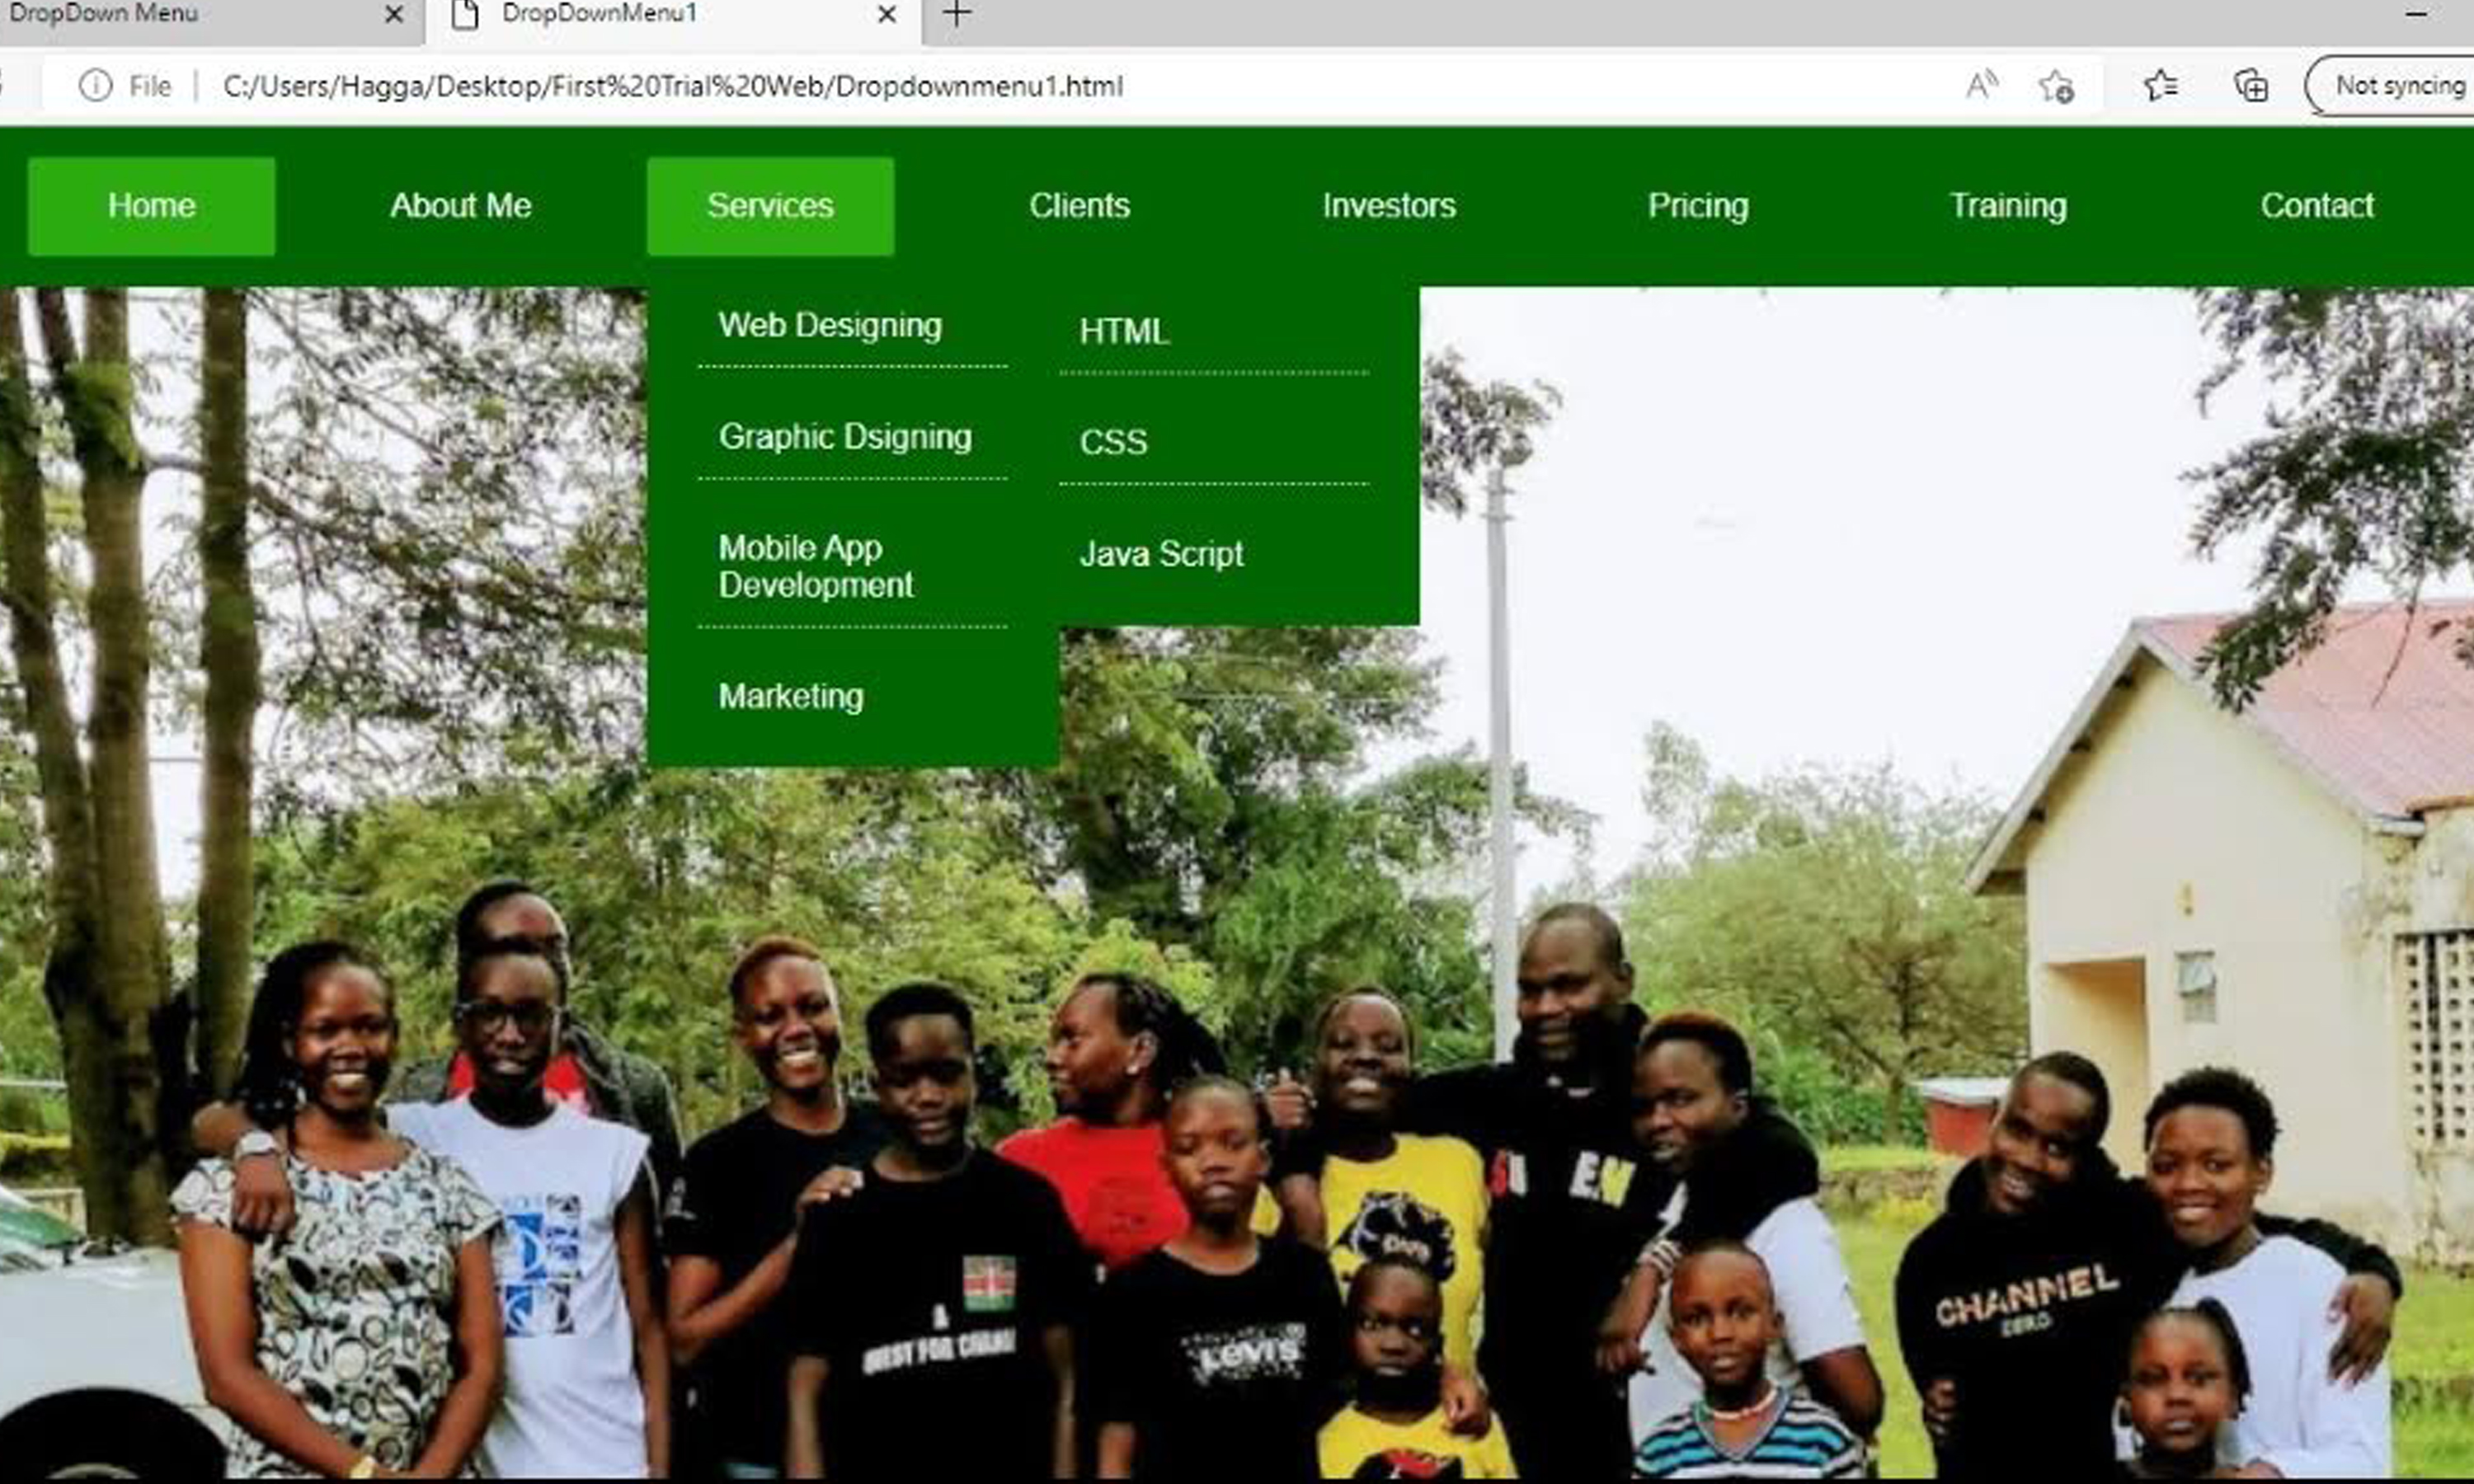 DropDown Menu
DropDownMenu1
File
C:/Users/Hagga/Desktop/First%20Trial%20Web/Dropdownmenu1.html
Not syncing
Home About Me Services Clients Investors Pricing Training Contact
Web Designing
Graphic Dsigning
Mobile App
Development
Marketing
HTML
CSS
Java Script
A
Levi's
CHANNEL
ZERO